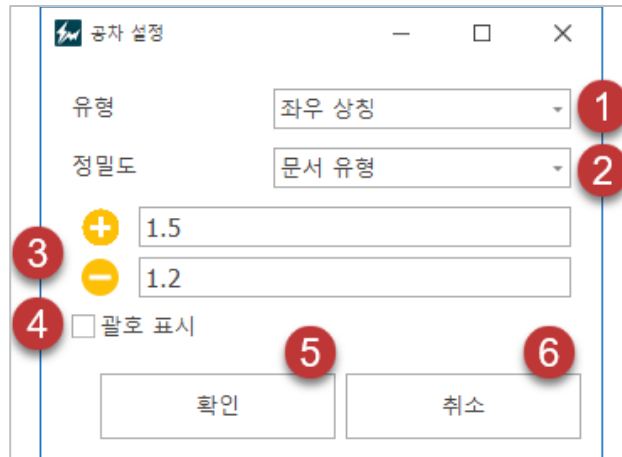 공차 설정
유형 좌우 상칭 1
정밀도 문서 유형 2
3
1.5
1.2
4 괄호 표시
5 6
확인 취소